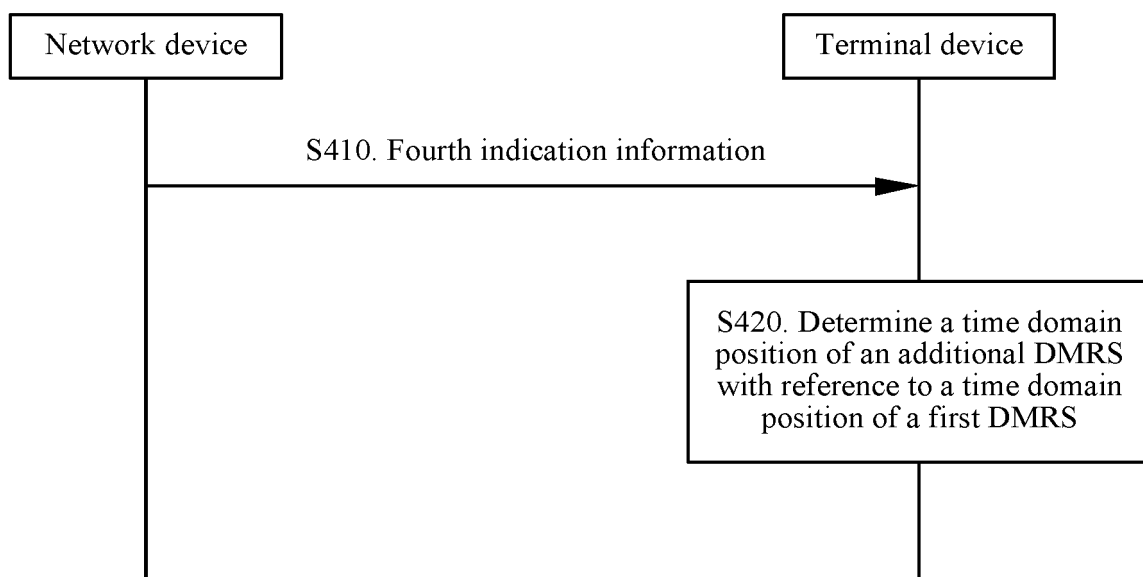 Network device
Terminal device
S410. Fourth indication information
S420. Determine a time domain
position of an additional DMRS
with reference to a time domain
position of a first DMRS